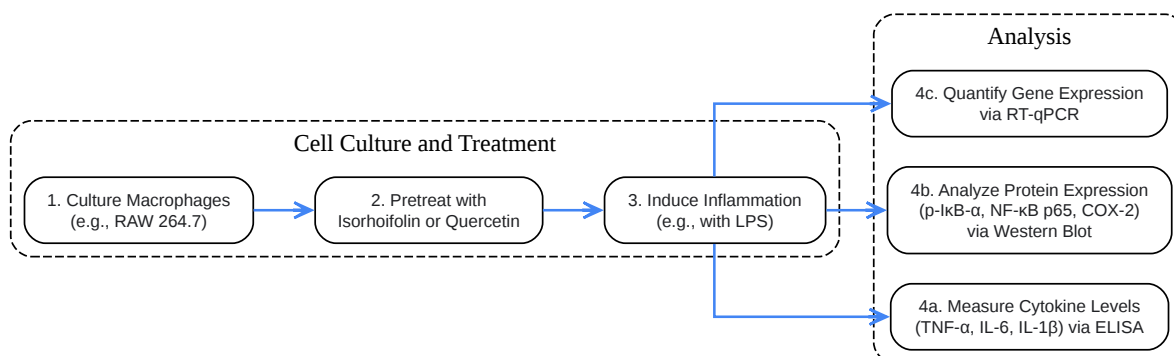 Analysis
4c. Quantify Gene Expression
via RT-qPCR
Cell Culture and Treatment
1. Culture Macrophages
(e.g., RAW 264.7)
2. Pretreat with
Isorhoifolin or Quercetin
3. Induce Inflammation
(e.g., with LPS)
4b. Analyze Protein Expression
(p-IκB-α, NF-κB p65, COX-2)
via Western Blot
4a. Measure Cytokine Levels
(TNF-α, IL-6, IL-1β) via ELISA